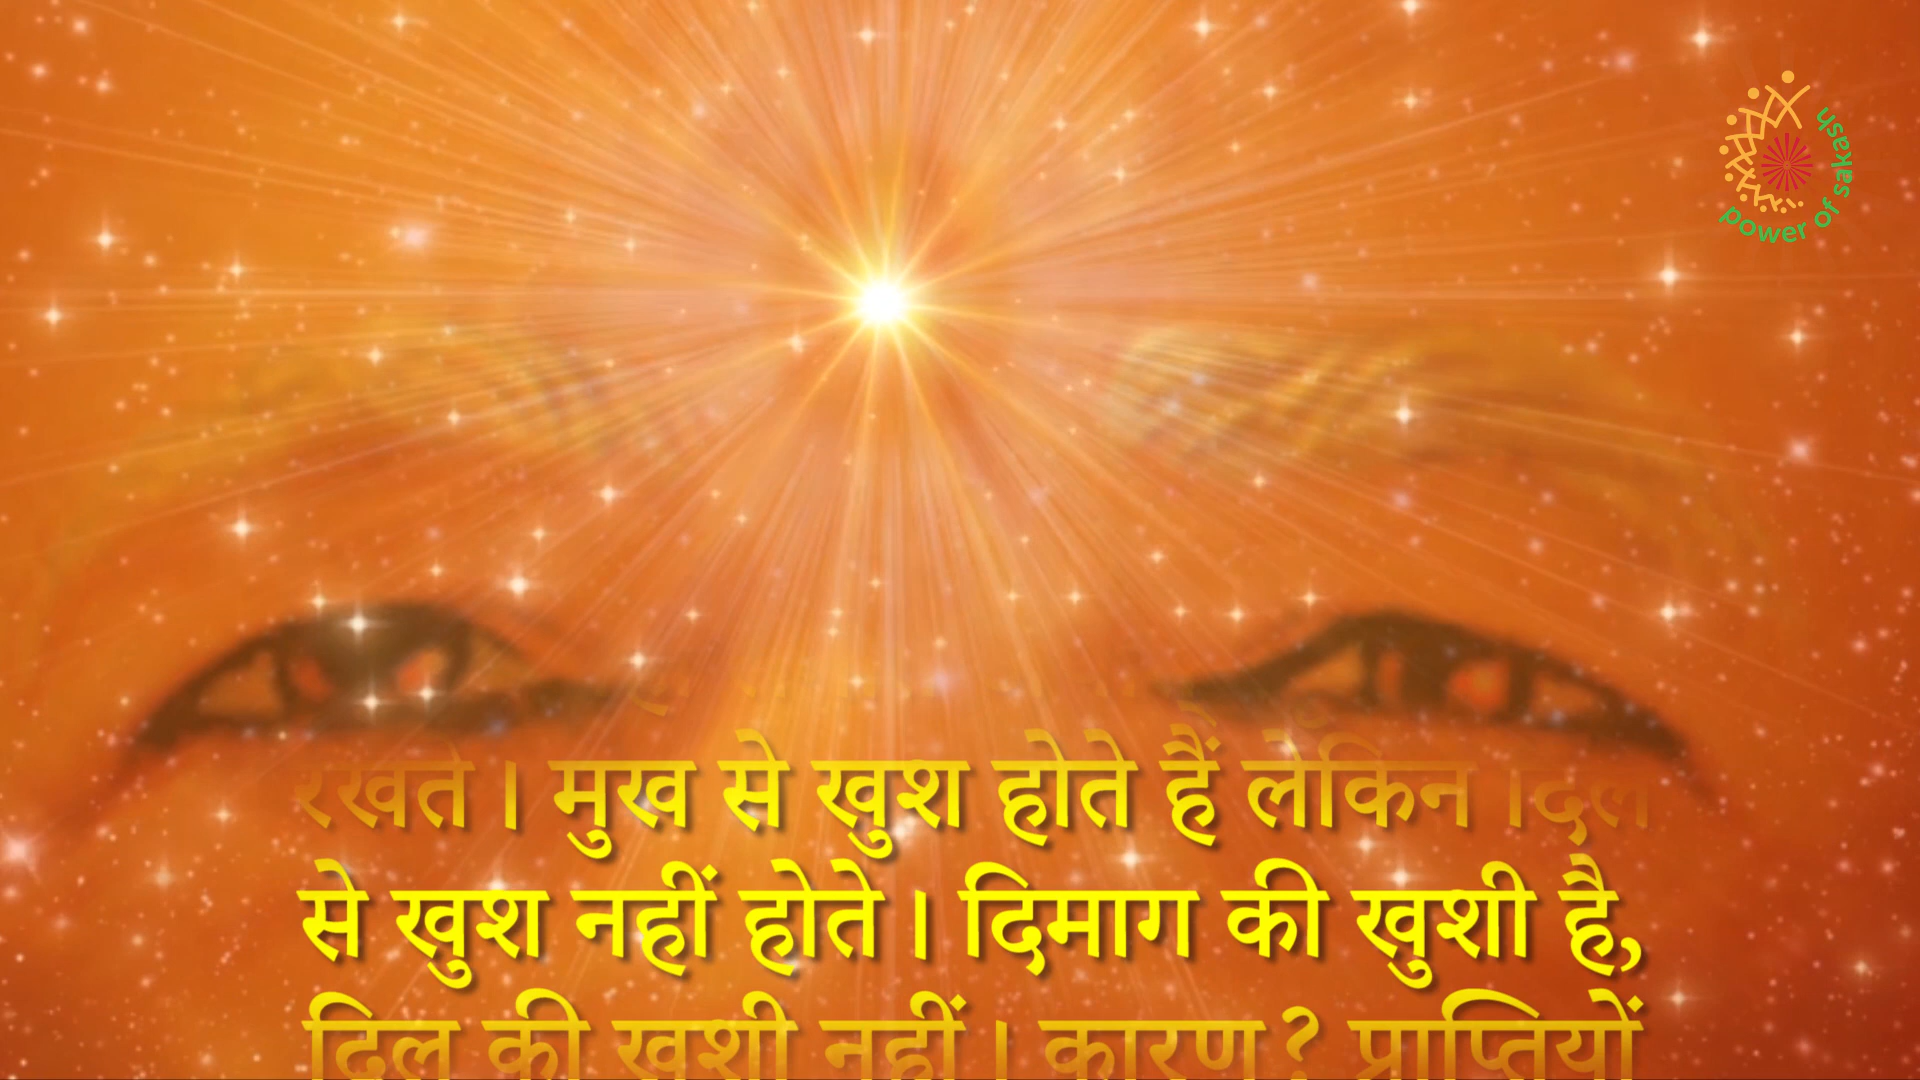 power of sakash
रखते । मुख से खुश होते हैं लेकिन दिल
से खुश नहीं होते । दिमाग की खुशी है,
दिल की खुशी नहीं । कारण? प्राप्तियों